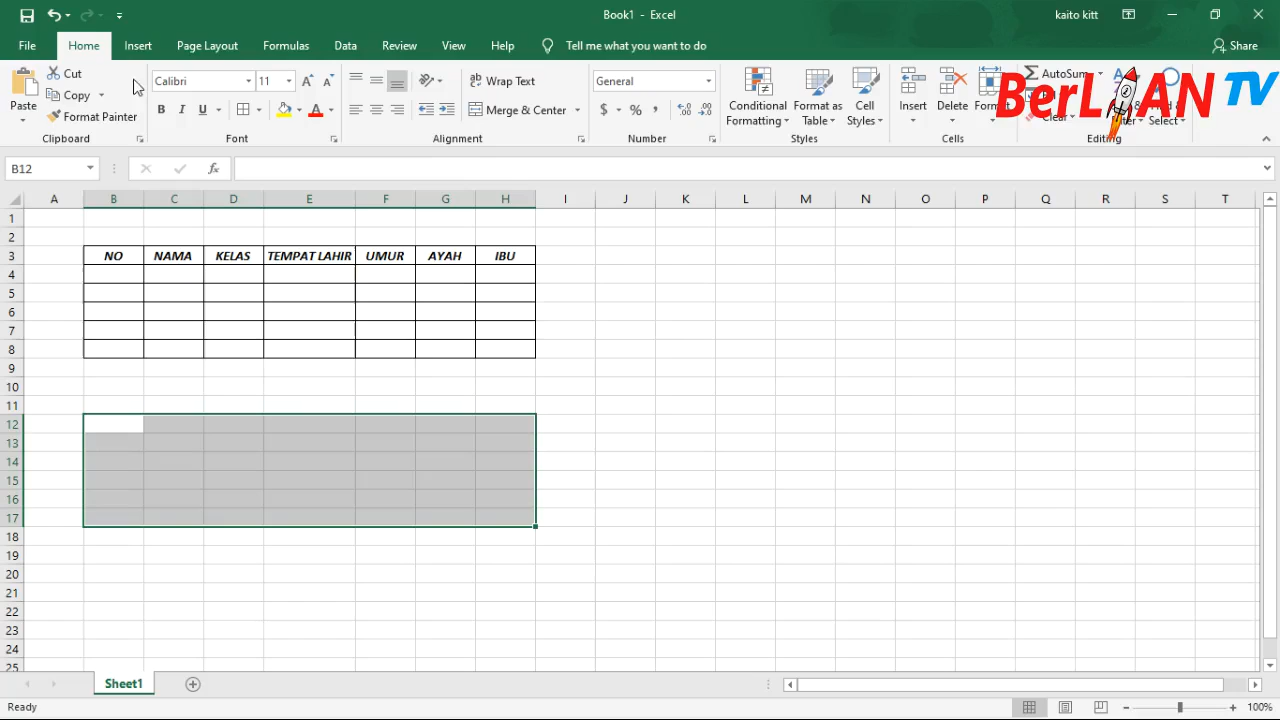 Book1 - Excel
kaito kitt
File Home Insert Page Layout Formulas Data Review View Help Tell me what you want to do Share
Paste
Cut
Copy
Format Painter
Clipboard
Calibri 11
B I U
Font
Wrap Text
Merge & Center
Alignment
General
$ % ,
Number
Conditional Formatting
Format as Table
Cell Styles
Styles
Insert
Delete
Format
Cells
AutoSum
Clear
Select
Editing
BerLIAN TV
B12
fx
A B C D E F G H I J K L M N O P Q R S T
1
2
3 NO NAMA KELAS TEMPAT LAHIR UMUR AYAH IBU
4
5
6
7
8
9
10
11
12
13
14
15
16
17
18
19
20
21
22
23
24
25
Sheet1
Ready
100%